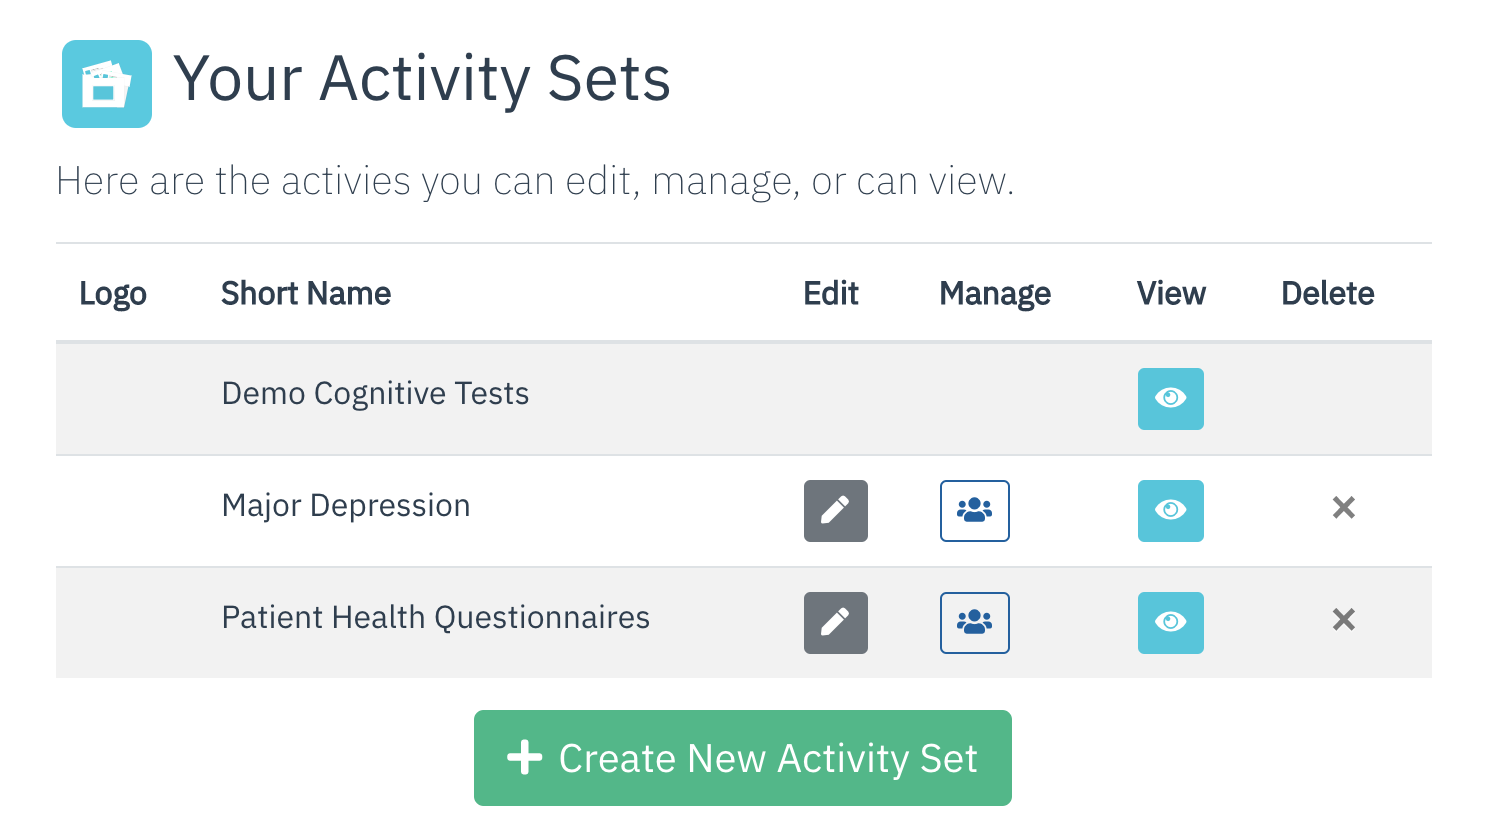 Your Activity Sets
Here are the activies you can edit, manage, or can view.
Logo Short Name Edit Manage View Delete
Demo Cognitive Tests
Major Depression
Patient Health Questionnaires
Create New Activity Set